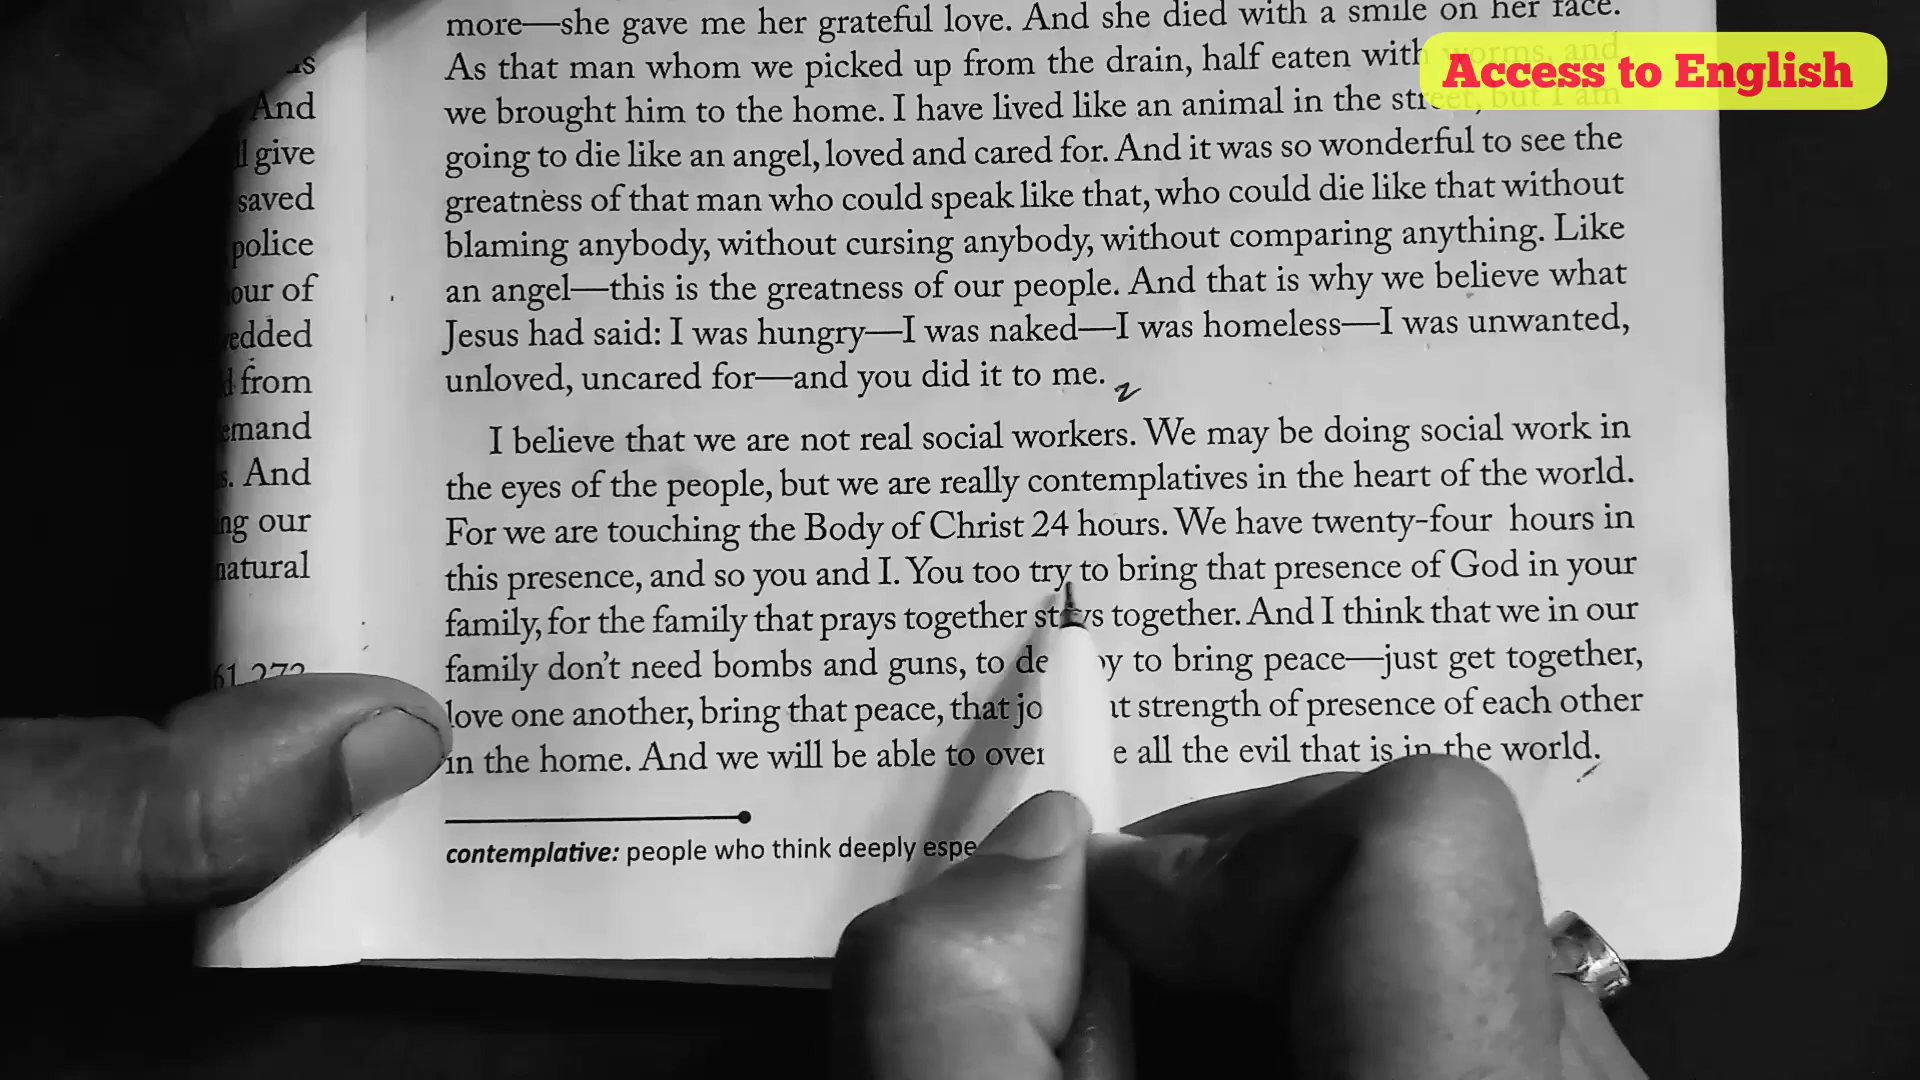 more—she gave me her grateful love. And she died with a smile on her face.
As that man whom we picked up from the drain, half eaten with worms, and
we brought him to the home. I have lived like an animal in the street, but I am
going to die like an angel, loved and cared for. And it was so wonderful to see the
greatness of that man who could speak like that, who could die like that without
blaming anybody, without cursing anybody, without comparing anything. Like
an angel—this is the greatness of our people. And that is why we believe what
Jesus had said: I was hungry—I was naked—I was homeless—I was unwanted,
unloved, uncared for—and you did it to me.
I believe that we are not real social workers. We may be doing social work in
the eyes of the people, but we are really contemplatives in the heart of the world.
For we are touching the Body of Christ 24 hours. We have twenty-four hours in
this presence, and so you and I. You too try to bring that presence of God in your
family, for the family that prays together stays together. And I think that we in our
family don't need bombs and guns, to to bring peace—just get together,
love one another, bring that peace, that strength of presence of each other
in the home. And we will be able to all the evil that is in the world.
contemplative: people who think deeply
And
give
saved
police
our of
from
And
our
natural
Access to English